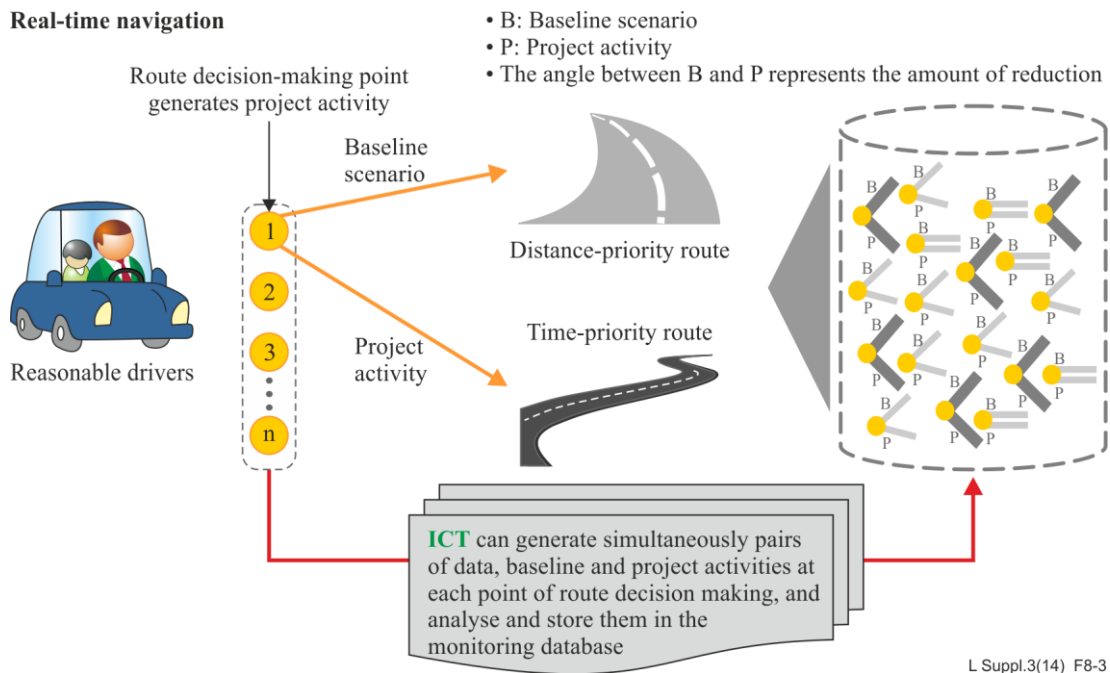 Real-time navigation
• B: Baseline scenario
• P: Project activity
• The angle between B and P represents the amount of reduction
Route decision-making point
generates project activity
Baseline
scenario
1
2
3
n
Reasonable drivers
Project
activity
Distance-priority route
Time-priority route
B
P
B
P
B
P
B
P
B
P
B
P
B
P
B
P
B
P
B
P
B
P
B
P
B
P
B
P
B
P
B
P
B
P
B
P
ICT can generate simultaneously pairs
of data, baseline and project activities at
each point of route decision making, and
analyse and store them in the
monitoring database
L Suppl.3(14) F8-3